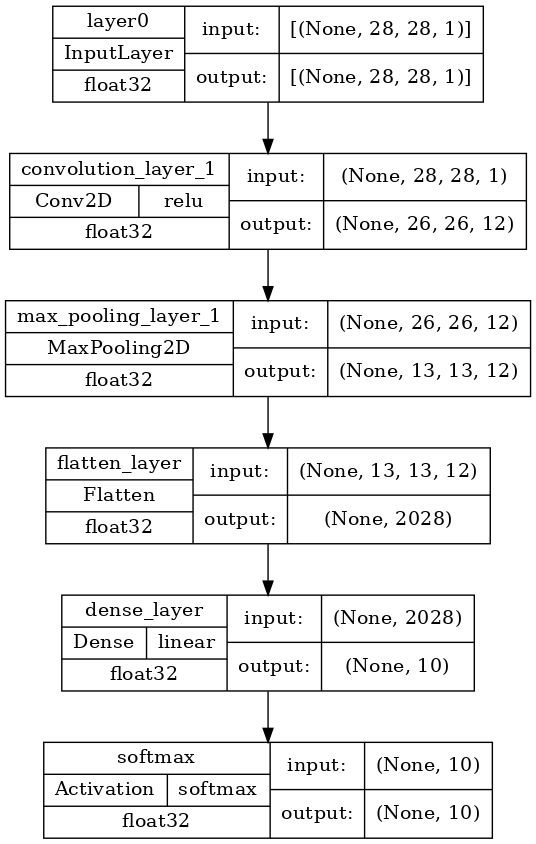 layer0
InputLayer
float32
input:
[(None, 28, 28, 1)]
output:
[(None, 28, 28, 1)]
convolution_layer_1
Conv2D
relu
float32
input:
(None, 28, 28, 1)
output:
(None, 26, 26, 12)
max_pooling_layer_1
MaxPooling2D
float32
input:
(None, 26, 26, 12)
output:
(None, 13, 13, 12)
flatten_layer
Flatten
float32
input:
(None, 13, 13, 12)
output:
(None, 2028)
dense_layer
Dense
linear
float32
input:
(None, 2028)
output:
(None, 10)
softmax
Activation
softmax
float32
input:
(None, 10)
output:
(None, 10)